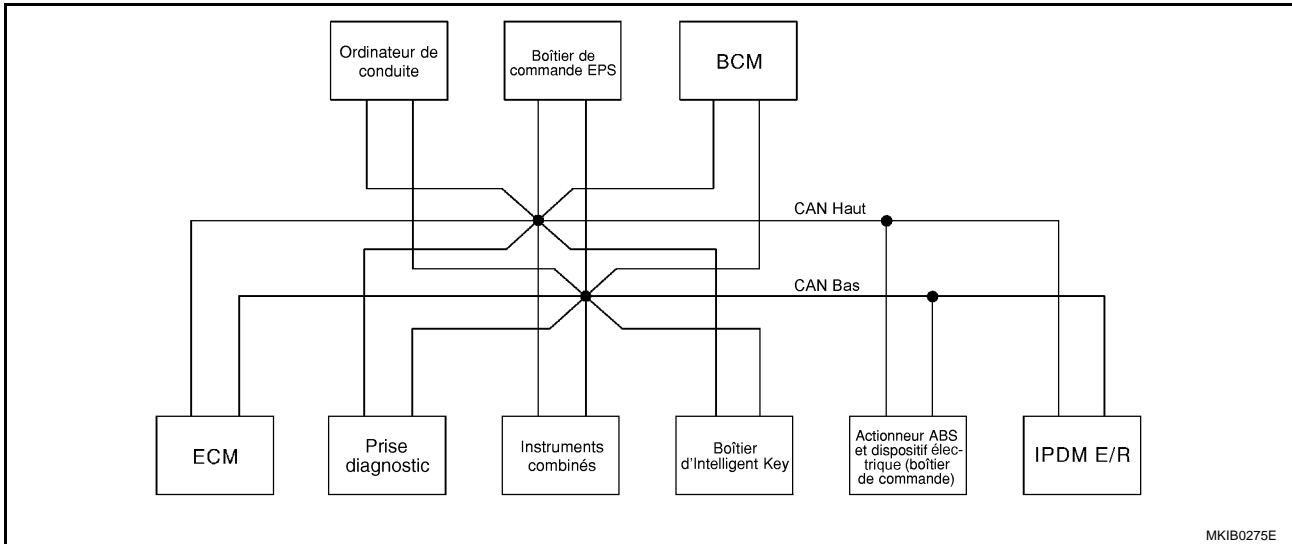 Ordinateur de
conduite
Boîtier de
commande EPS
BCM
CAN Haut
CAN Bas
ECM
Prise
diagnostic
Instruments
combinés
Boîtier
d'Intelligent Key
Actionneur ABS
et dispositif élec-
trique (boîtier
de commande)
IPDM E/R
MKIB0275E